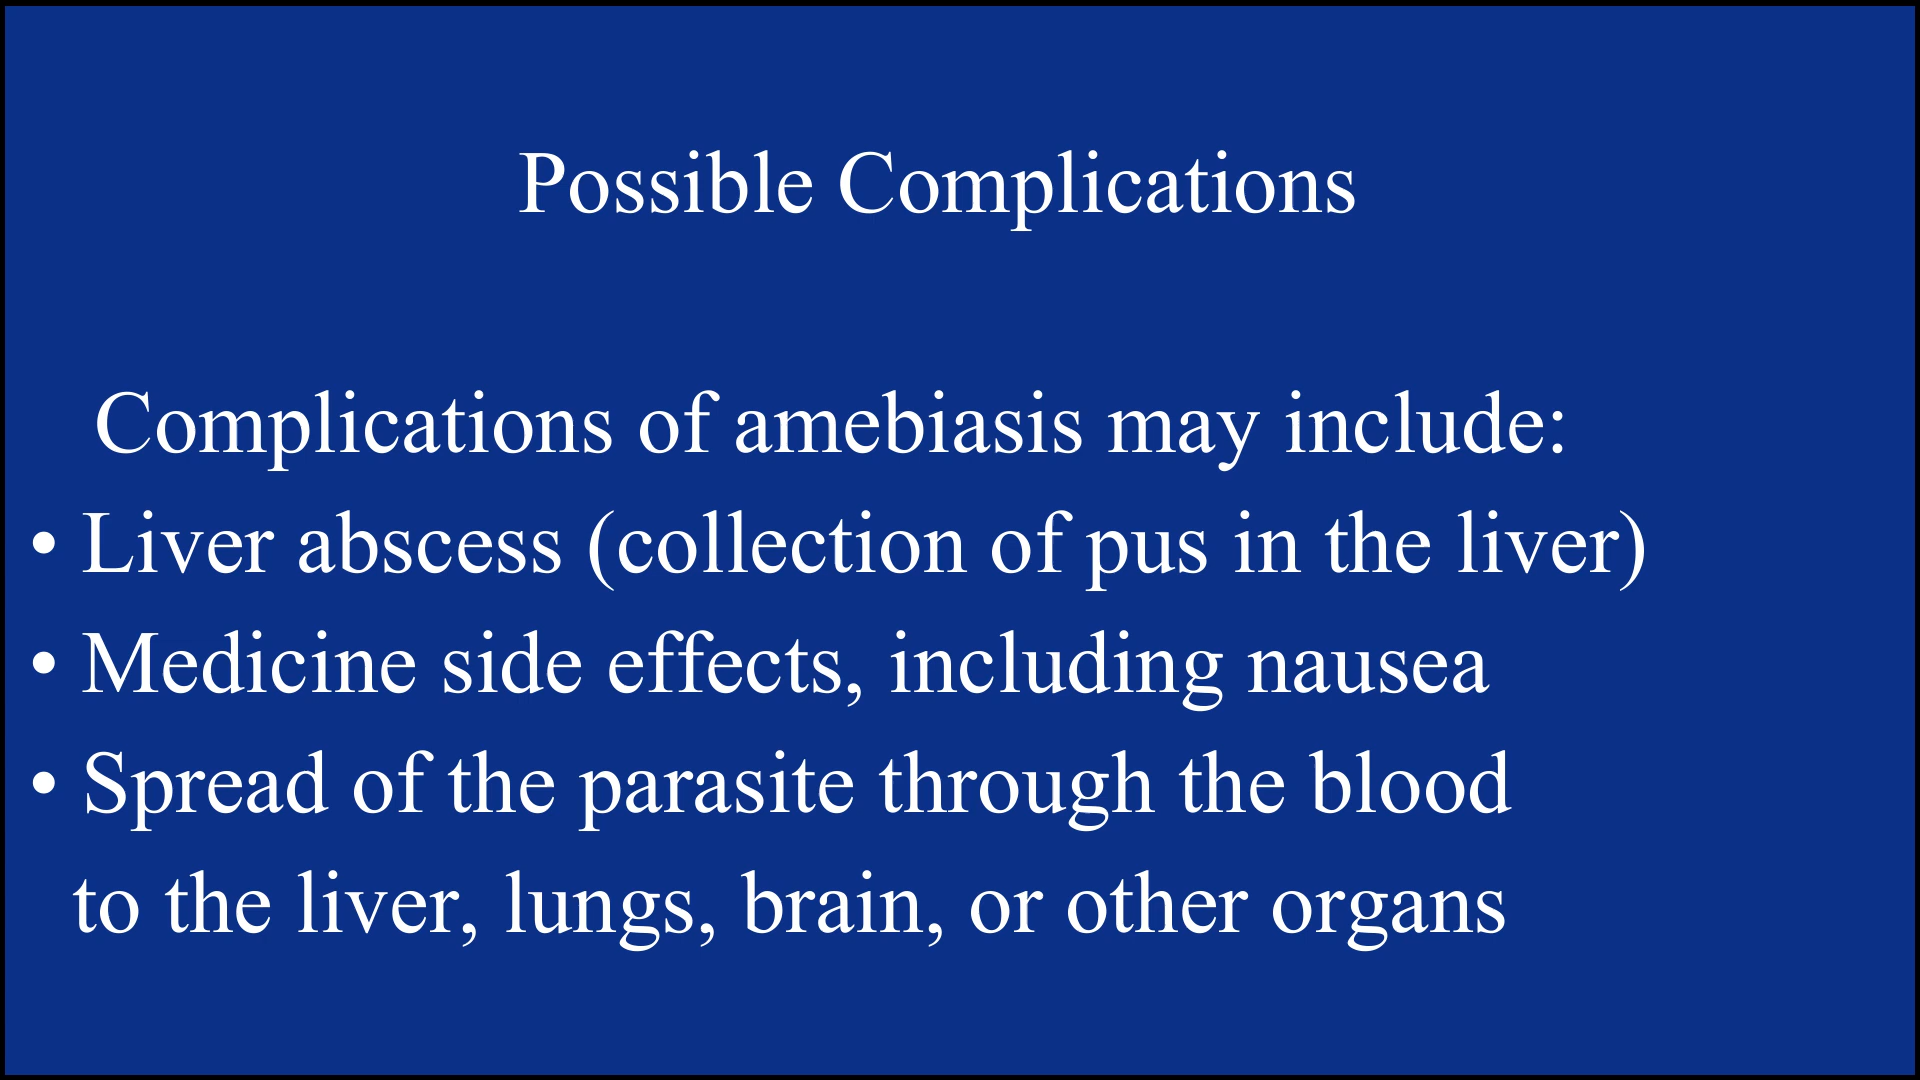 Possible Complications
Complications of amebiasis may include:
• Liver abscess (collection of pus in the liver)
• Medicine side effects, including nausea
• Spread of the parasite through the blood
to the liver, lungs, brain, or other organs